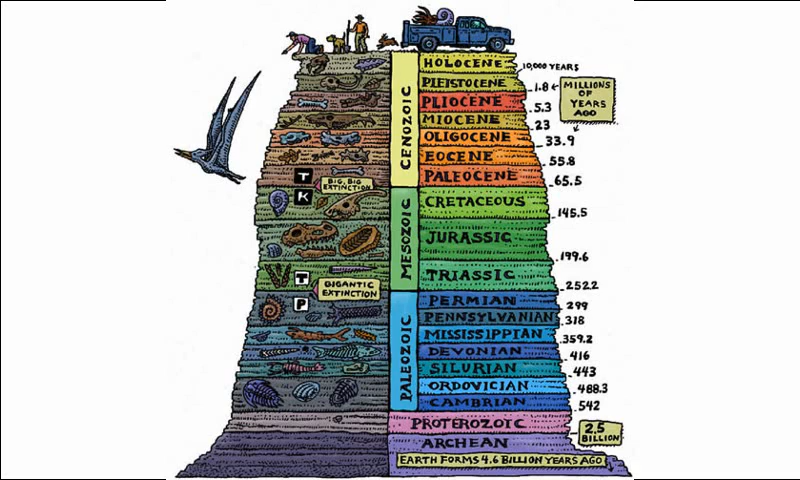 HOLOCENE
10,000 YEARS
PLEISTOCENE
1.8
MILLIONS
OF
YEARS
AGO
PLIOCENE
5.3
MIOCENE
23
OLIGOCENE
33.9
EOCENE
55.8
PALEOCENE
65.5
CENOZOIC
T
BIG, BIG
EXTINCTION
K
CRETACEOUS
145.5
JURASSIC
199.6
TRIASSIC
252.2
MESOZOIC
T
GIGANTIC
EXTINCTION
P
PERMIAN
299
PENNSYLVANIAN
318
MISSISSIPPIAN
359.2
DEVONIAN
416
SILURIAN
443
ORDOVICIAN
488.3
CAMBRIAN
542
PALEOZOIC
PROTEROZOIC
2.5
BILLION
ARCHEAN
EARTH FORMS 4.6 BILLION YEARS AGO